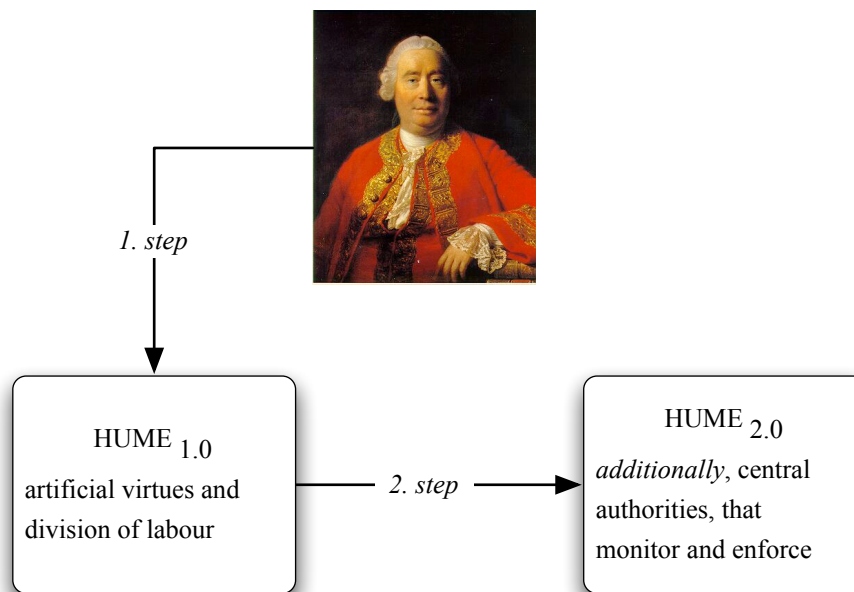 1. step
HUME 1.0
artificial virtues and
division of labour
2. step
HUME 2.0
additionally, central
authorities, that
monitor and enforce